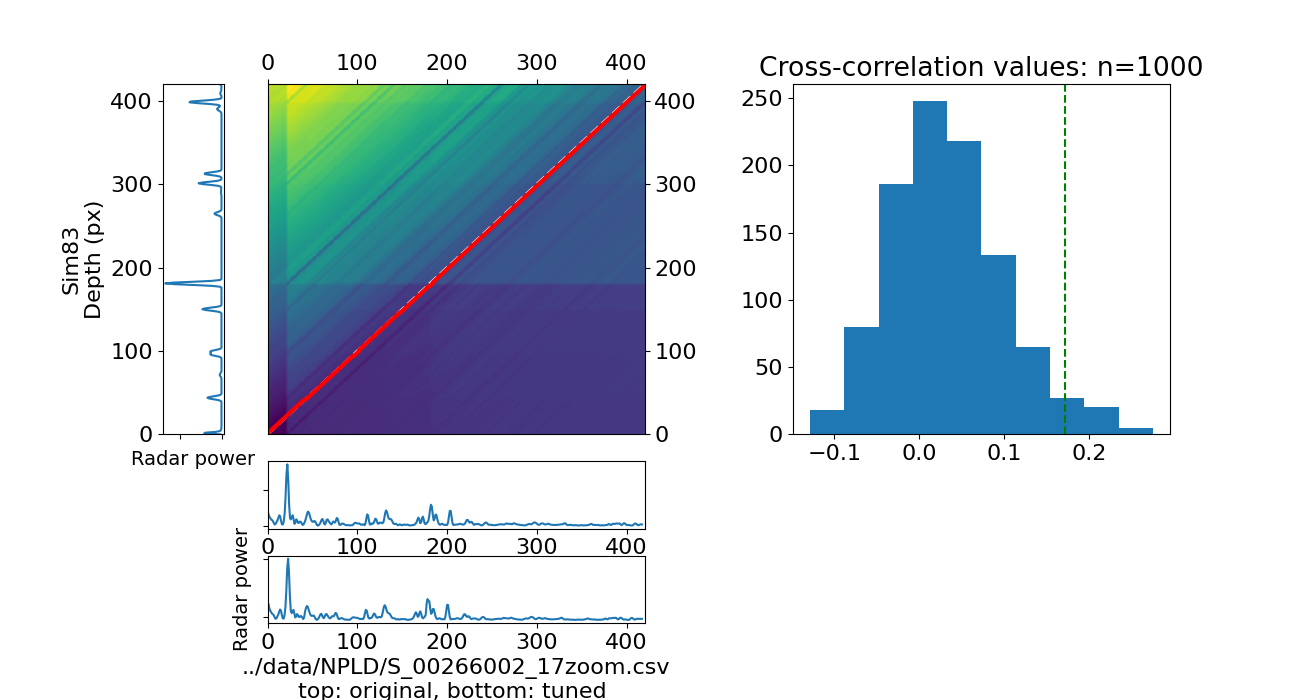 Cross-correlation values: n=1000
0 100 200 300 400
400
300
200
100
0
Sim83
Depth (px)
Radar power
400
300
200
100
0
250
200
150
100
50
0
−0.1 0.0 0.1 0.2
0 100 200 300 400
Radar power
0 100 200 300 400
../data/NPLD/S_00266002_17zoom.csv
top: original, bottom: tuned